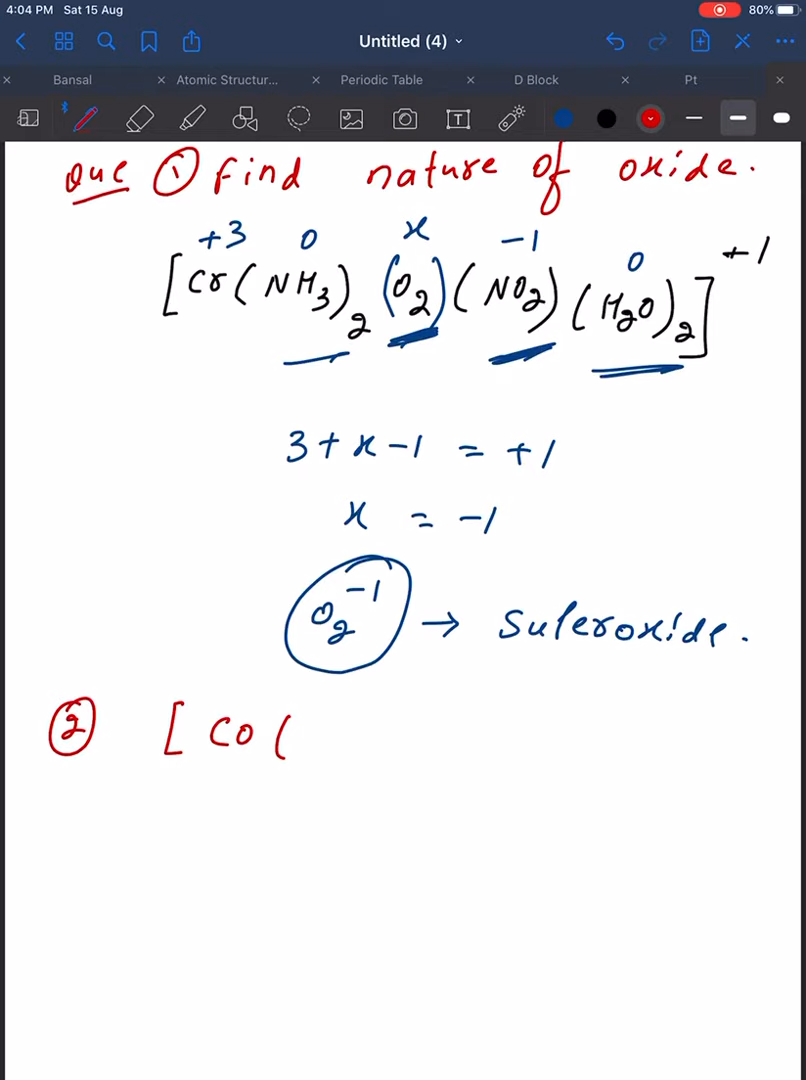 4:04 PM Sat 15 Aug 80%
Untitled (4)
Bansal Atomic Structur... Periodic Table D Block Pt
Que ① Find nature of oxide.
+3 0 x -1 0
[Cr(NH3)2(O2)(NO2)(H2O)2]+1
3+x-1 = +1
x = -1
O2-1 → Suleroxide.
② [Co(